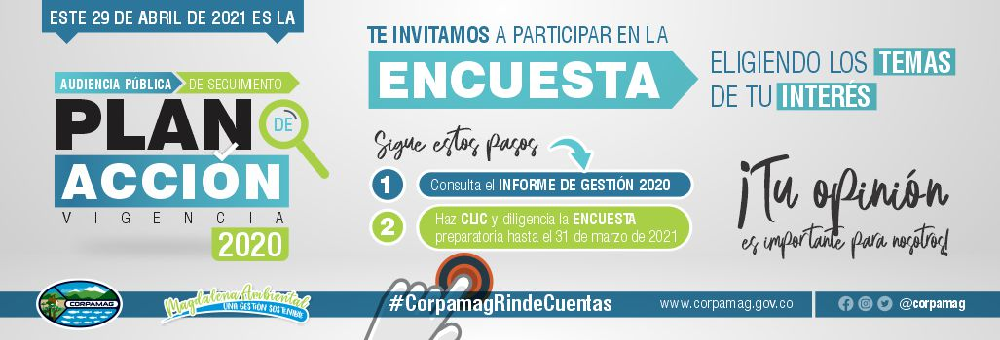 ESTE 29 DE ABRIL DE 2021 ES LA
AUDIENCIA PÚBLICA DE SEGUIMIENTO
PLAN DE
ACCIÓN
VIGENCIA
2020
TE INVITAMOS A PARTICIPAR EN LA
ENCUESTA
ELIGIENDO LOS TEMAS
DE TU INTERÉS
Sigue estos pasos
1 Consulta el INFORME DE GESTIÓN 2020
2 Haz CLIC y diligencia la ENCUESTA
preparatoria hasta el 31 de marzo de 2021
¡Tu opinión
es importante para nosotros!
CORPAMAG
Magdalena Ambiental
UNA GESTIÓN SOSTENIBLE
#CorpamagRindeCuentas
www.corpamag.gov.co
@corpamag